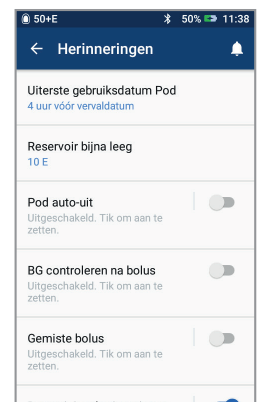 50+E 50% 11:38
Herinneringen
Uiterste gebruiksdatum Pod
4 uur vóór vervaldatum
Reservoir bijna leeg
10 E
Pod auto-uit
Uitgeschakeld. Tik om aan te
zetten.
BG controleren na bolus
Uitgeschakeld. Tik om aan te
zetten.
Gemiste bolus
Uitgeschakeld. Tik om aan te
zetten.